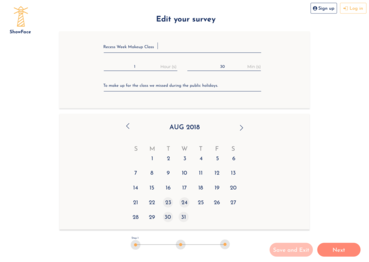 Sign up
Log in
ShowFace
Edit your survey
Recess Week Makeup Class
1 Hour (s) 30 Min (s)
To make up for the class we missed during the public holidays.
AUG 2018
S M T W T F S
1 2 3 4 5 6
7 8 9 10 11 12 13
14 15 16 17 18 19 20
21 22 23 24 25 26 27
28 29 30 31
Save and Exit
Next